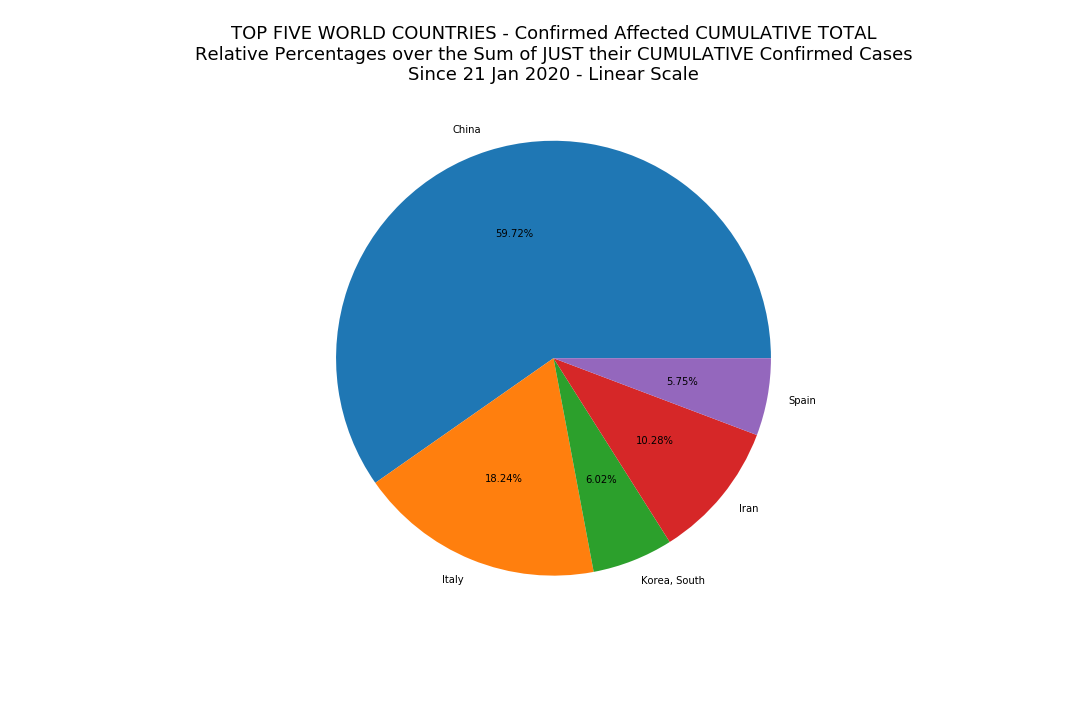 TOP FIVE WORLD COUNTRIES - Confirmed Affected CUMULATIVE TOTAL
Relative Percentages over the Sum of JUST their CUMULATIVE Confirmed Cases
Since 21 Jan 2020 - Linear Scale
China
59.72%
5.75%
Spain
10.28%
18.24%
6.02%
Iran
Italy
Korea, South